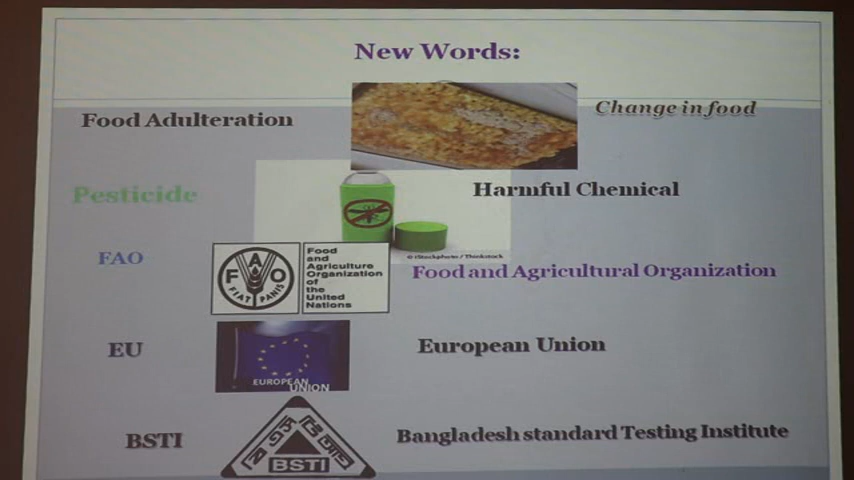 New Words:
Food Adulteration
Change in food
Pesticide
Harmful Chemical
© iStockphoto / Thinkstock
FAO
F A O
FIAT PANIS
Food
and
Agriculture
Organization
of
the
United
Nations
Food and Agricultural Organization
EU
EUROPEAN
UNION
European Union
BSTI
BSTI
Bangladesh standard Testing Institute